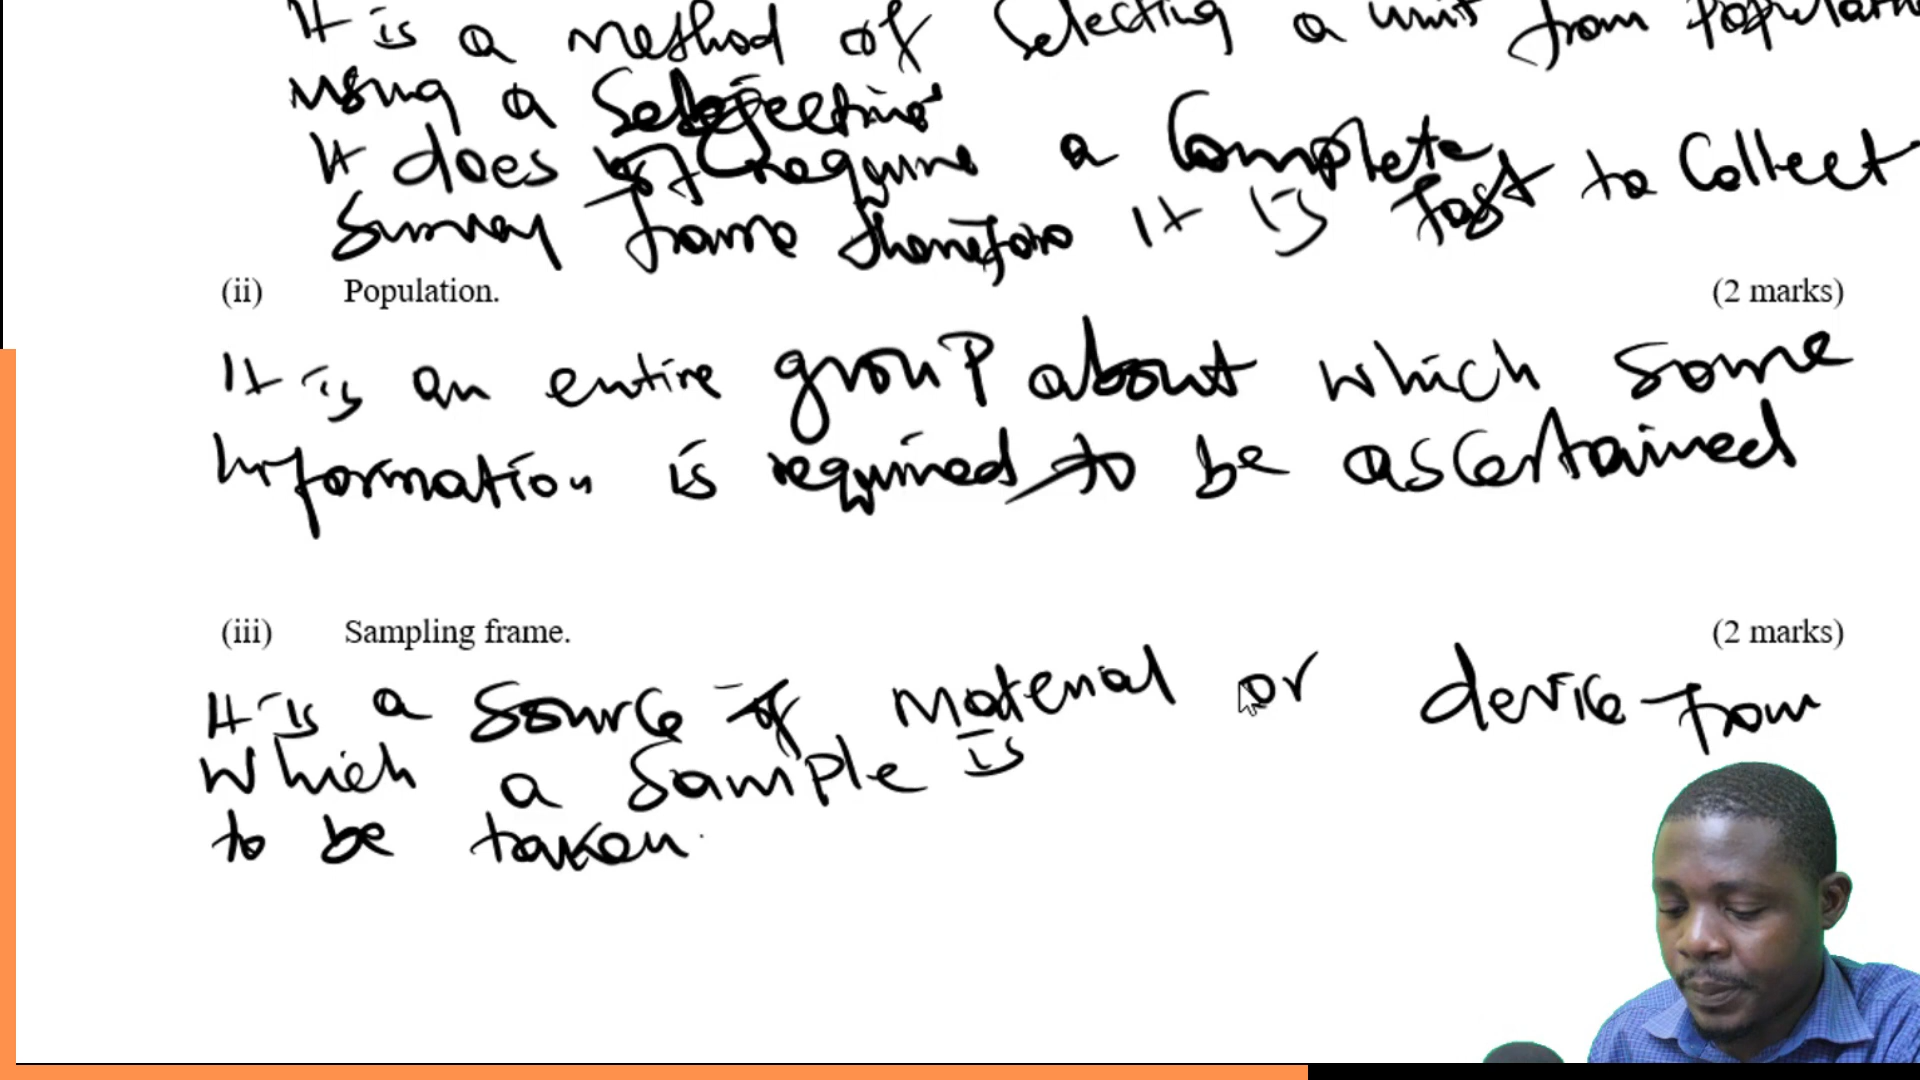 It is a method of selecting a unit from
using a
It does not require a Complete
fast to Collect
Survey frame therefore it is
(ii) Population. (2 marks)
It is an entire group about which some
information is required to be ascertained
(iii) Sampling frame. (2 marks)
It is a source of material or device from
which a sample is
to be taken.